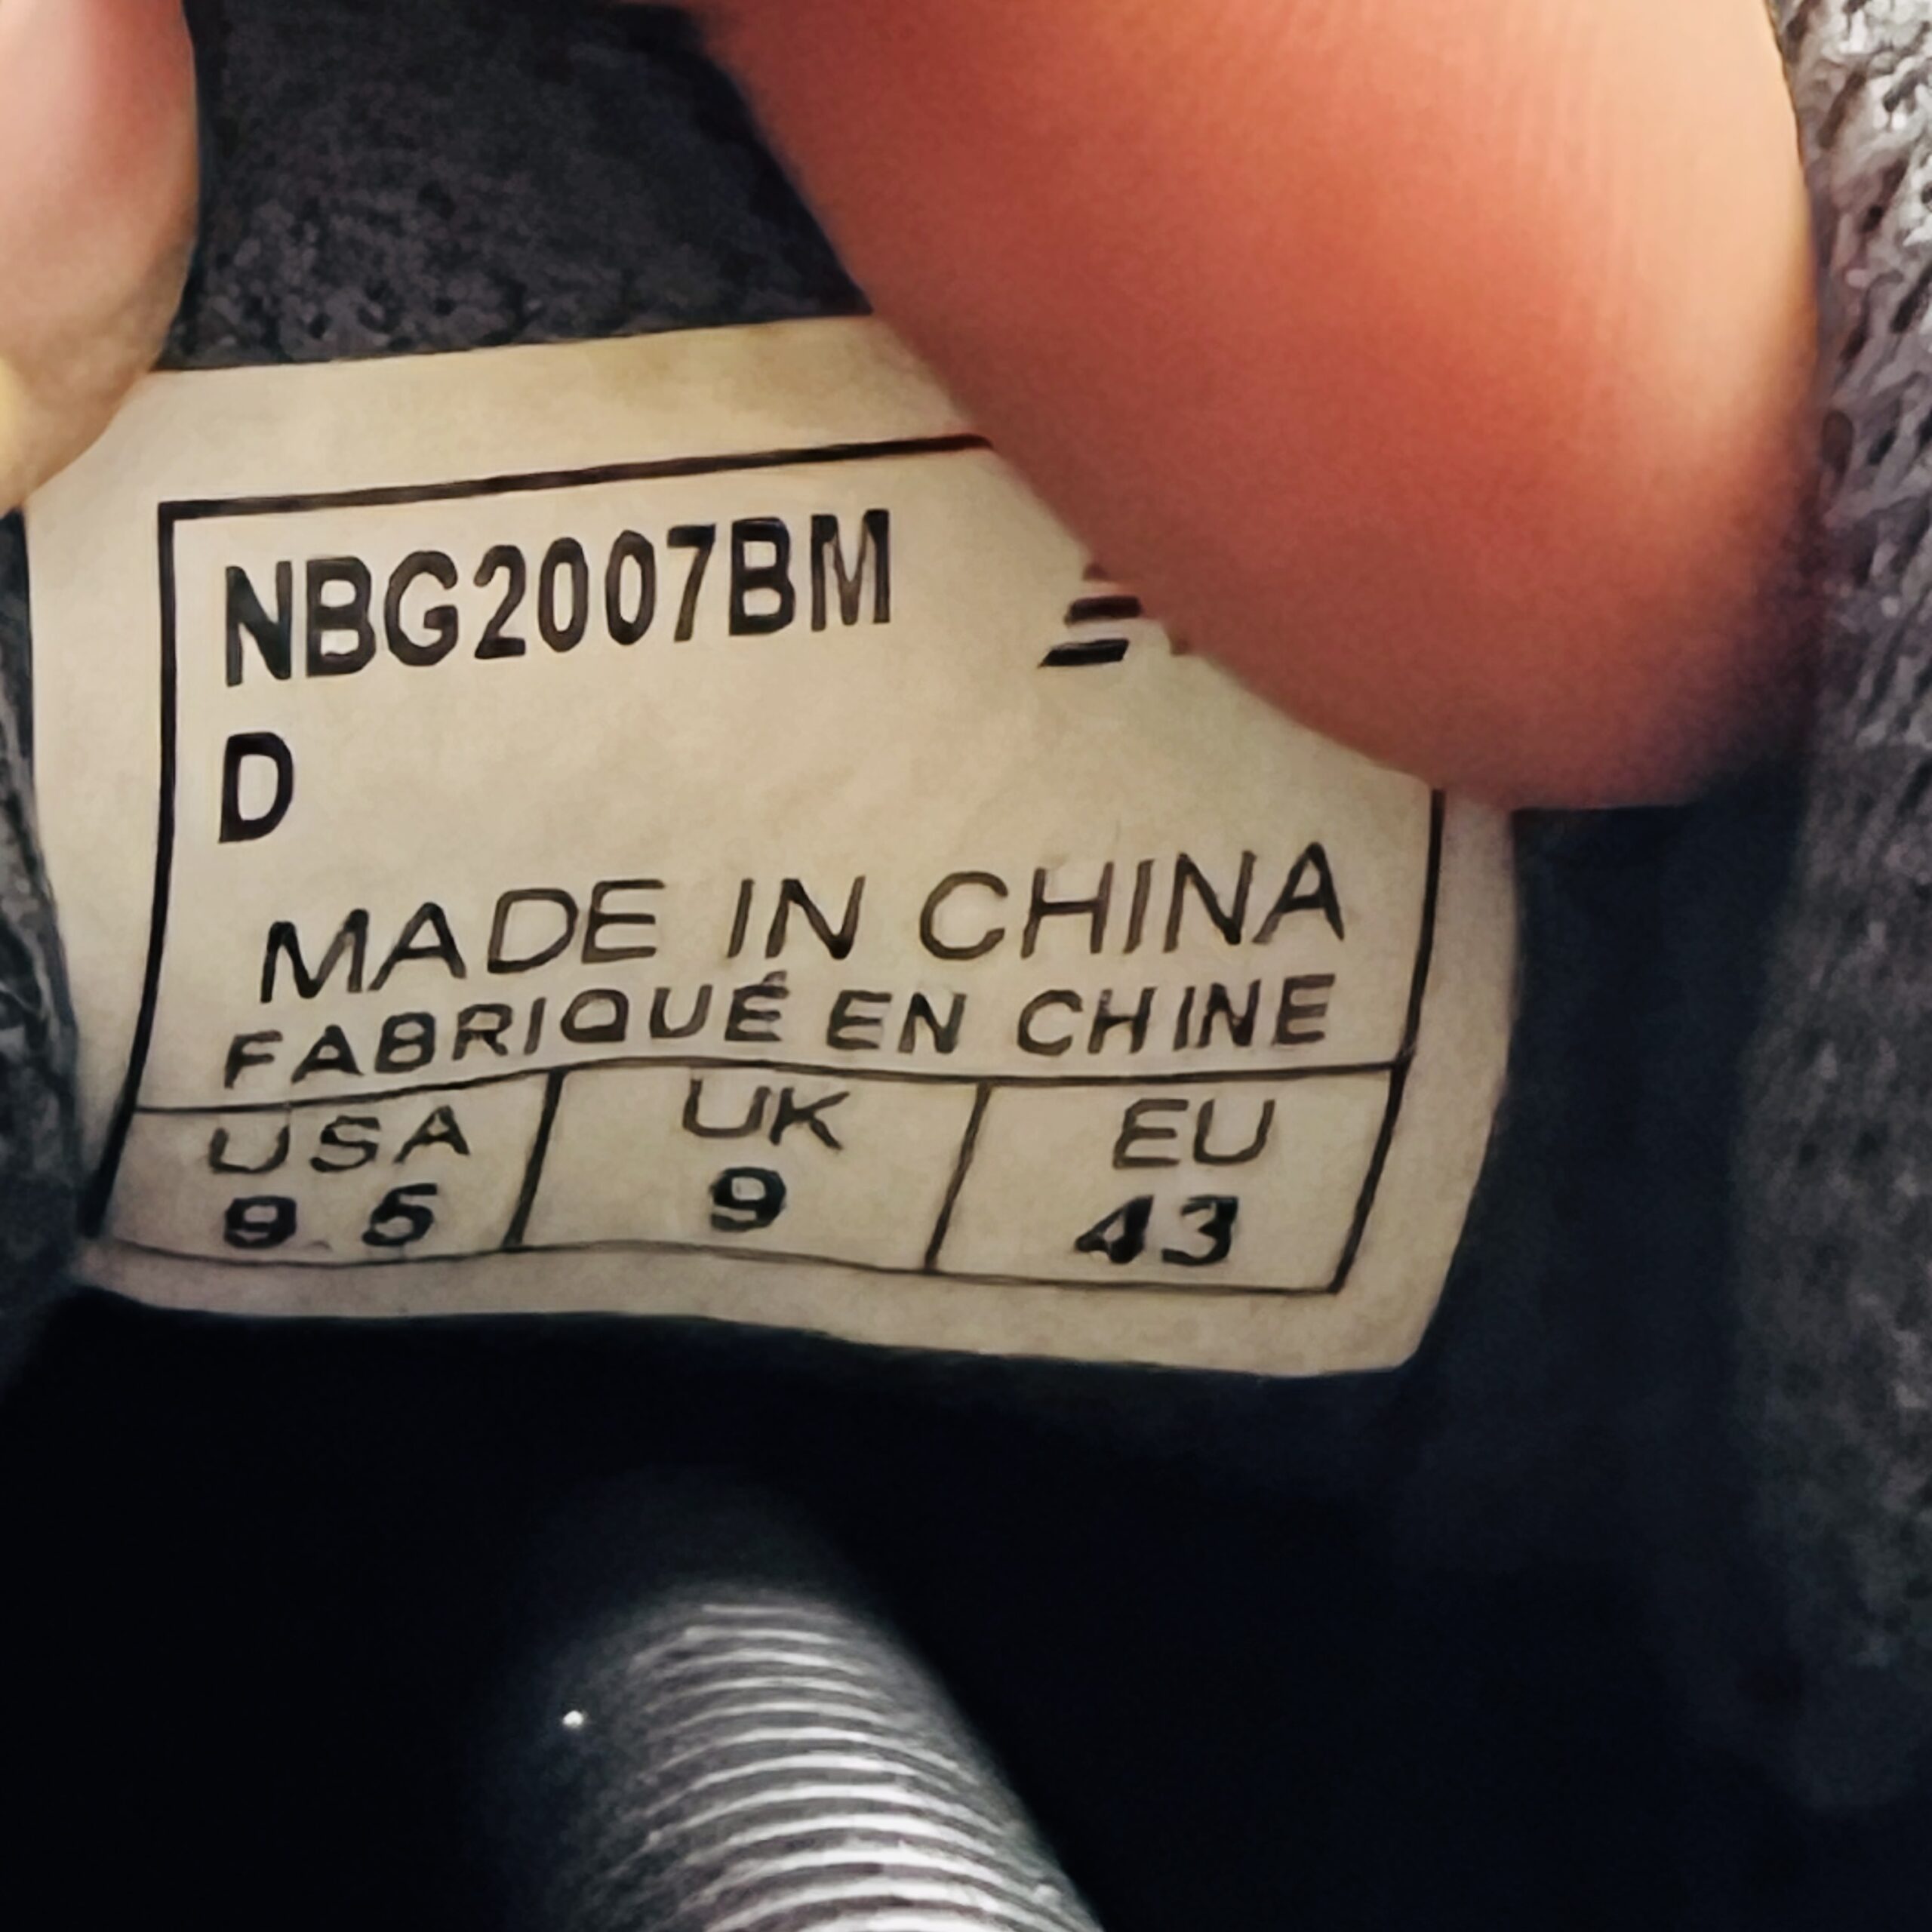 NBG2007BM
D
MADE IN CHINA
FABRIQUÉ EN CHINE
USA UK EU
9.5 9 43